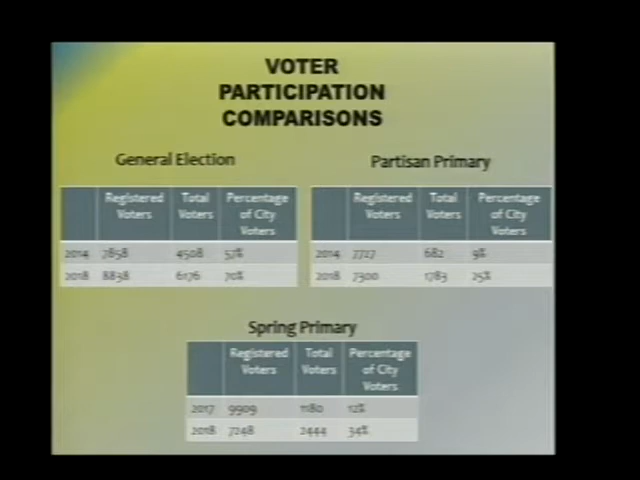 VOTER
PARTICIPATION
COMPARISONS
General Election
Registered Voters Total Voters Percentage of City Voters
2014 7858 4508 57%
2018 8838 6176 70%
Partisan Primary
Registered Voters Total Voters Percentage of City Voters
2014 7727 682 9%
2018 7300 1783 25%
Spring Primary
Registered Voters Total Voters Percentage of City Voters
2017 9909 1180 12%
2018 7248 2444 34%